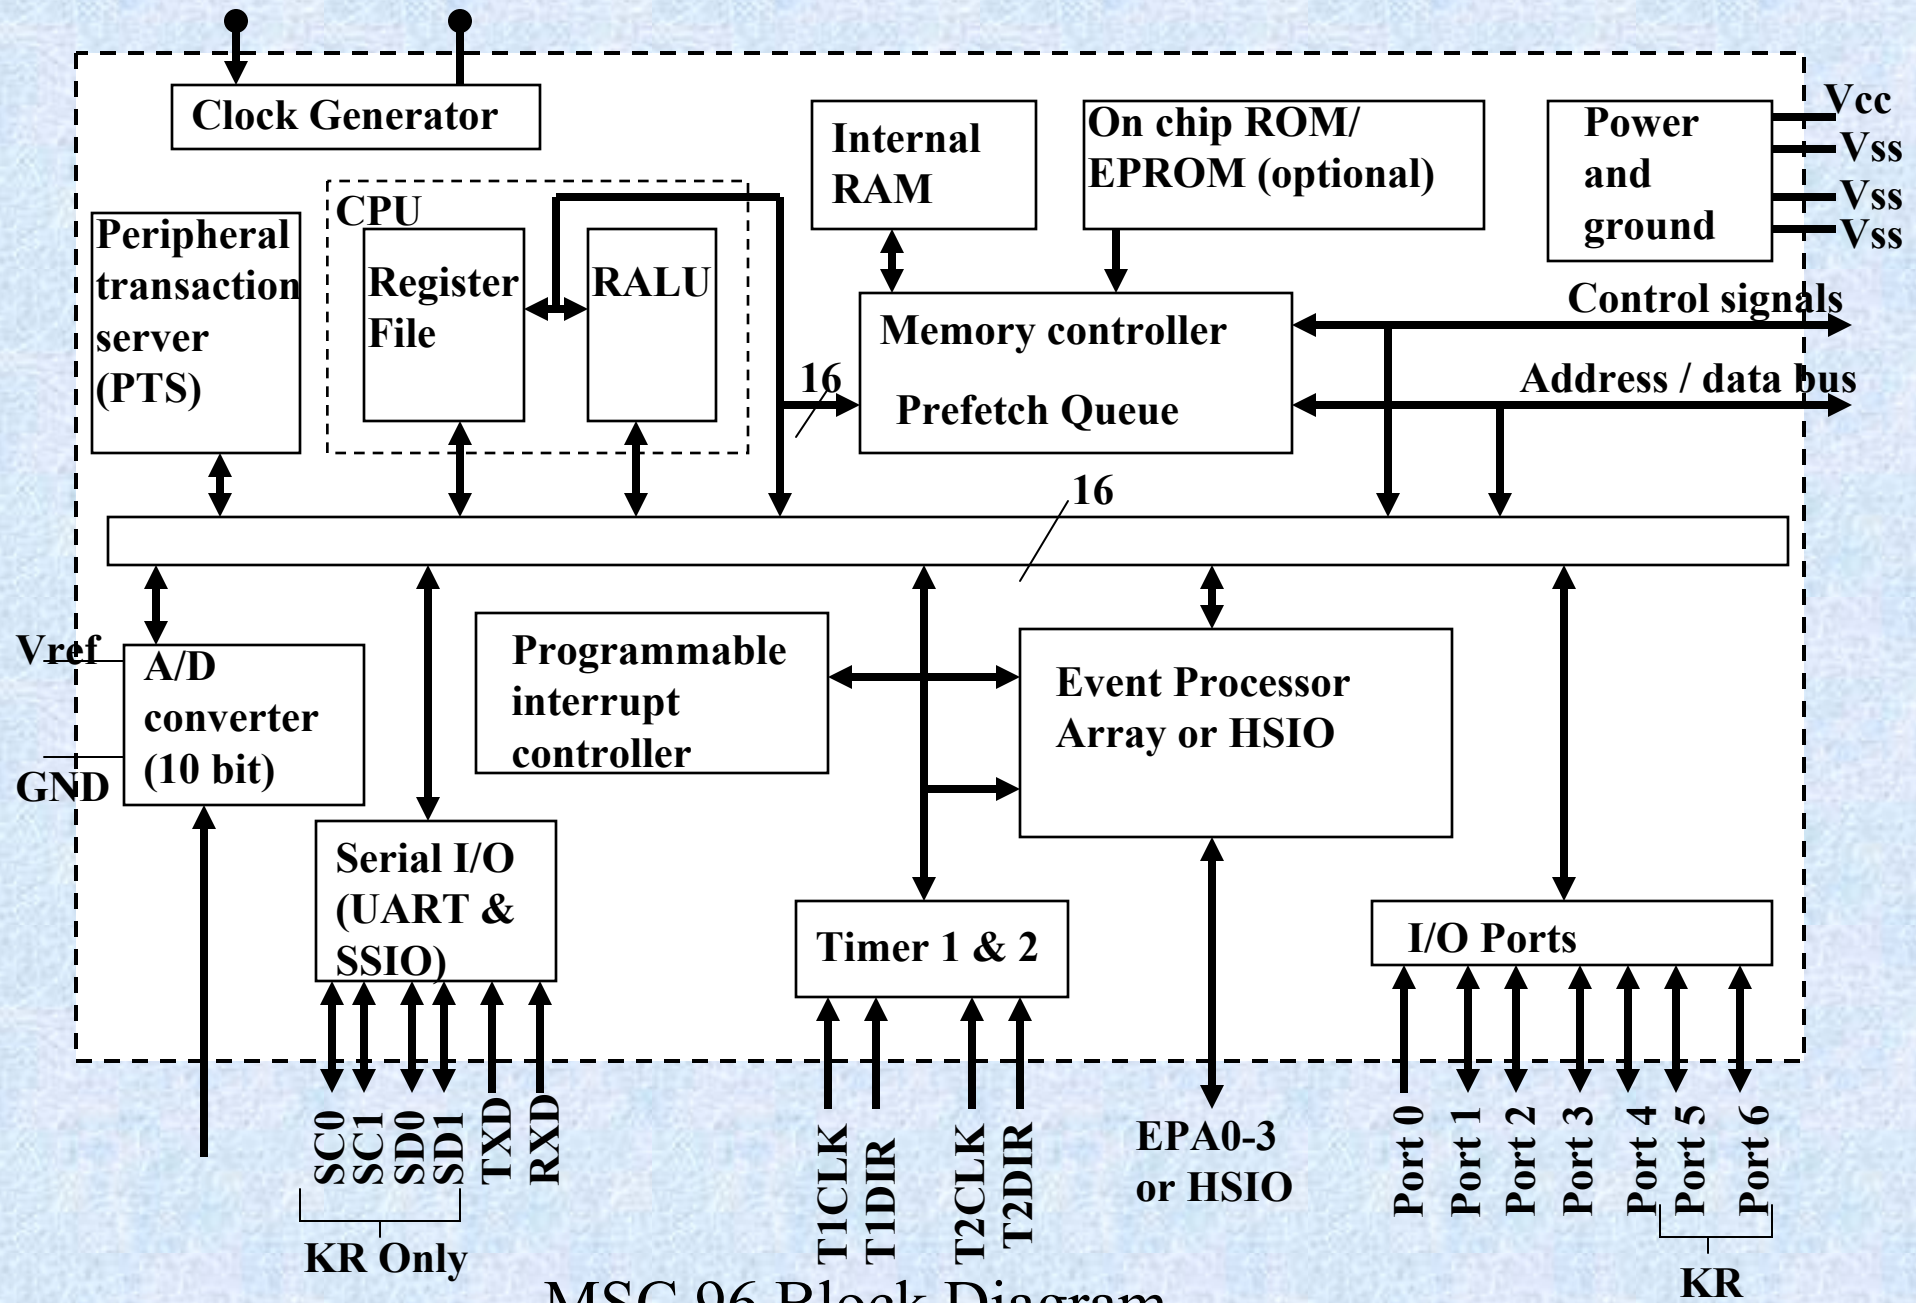 Clock Generator
Internal
RAM
On chip ROM/
EPROM (optional)
Power
and
ground
Vcc
Vss
Vss
Vss
Peripheral
transaction
server
(PTS)
CPU
Register
File
RALU
Memory controller
Prefetch Queue
Control signals
Address / data bus
16
16
Vref
GND
A/D
converter
(10 bit)
Programmable
interrupt
controller
Event Processor
Array or HSIO
Serial I/O
(UART &
SSIO)
Timer 1 & 2
I/O Ports
SC0
SC1
SD0
SD1
TXD
RXD
KR Only
T1CLK
T1DIR
T2CLK
T2DIR
EPA0-3
or HSIO
Port 0
Port 1
Port 2
Port 3
Port 4
Port 5
Port 6
KR
MSC 96 Block Diagram